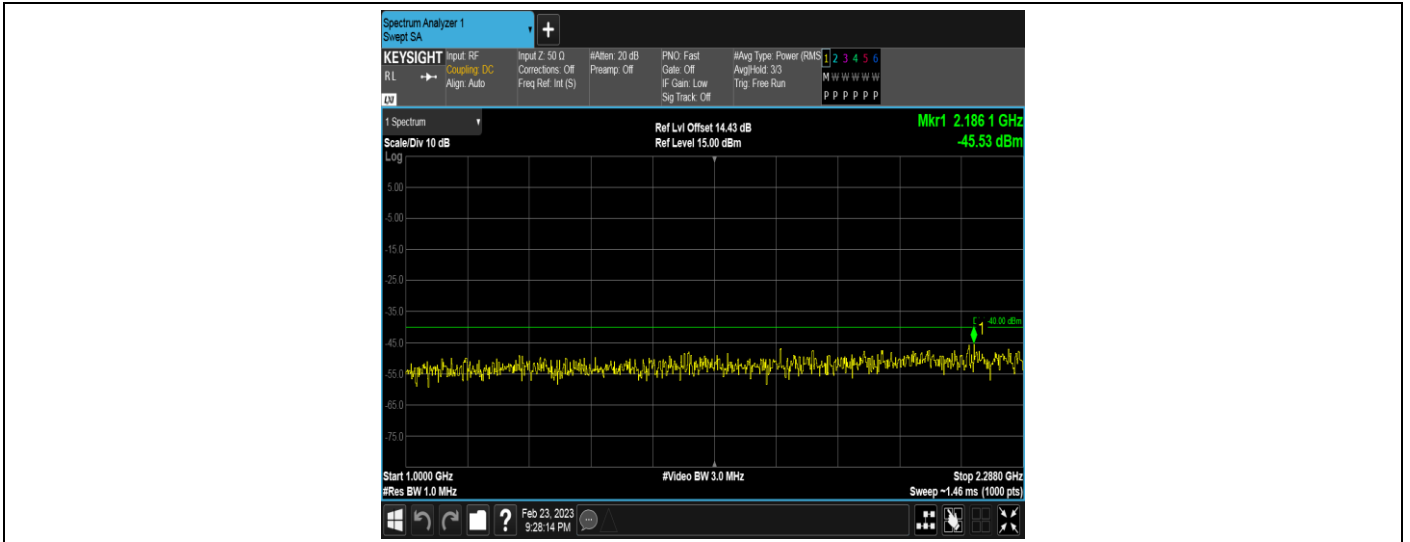 Spectrum Analyzer 1
Swept SA
+
KEYSIGHT
RL
LXI
Input: RF
Coupling: DC
Align: Auto
Input Z: 50 Ω
Corrections: Off
Freq Ref: Int (S)
#Atten: 20 dB
Preamp: Off
PNO: Fast
Gate: Off
IF Gain: Low
Sig Track: Off
#Avg Type: Power (RMS
Avg|Hold: 3/3
Trig: Free Run
1 2 3 4 5 6
M W W W W W
P P P P P P
1 Spectrum
Scale/Div 10 dB
Ref Lvl Offset 14.43 dB
Ref Level 15.00 dBm
Mkr1 2.186 1 GHz
-45.53 dBm
Log
5.00
-5.00
-15.0
-25.0
-35.0
-40.00 dBm
1
-45.0
-55.0
-65.0
-75.0
Start 1.0000 GHz
#Video BW 3.0 MHz
Stop 2.2880 GHz
#Res BW 1.0 MHz
Sweep ~1.46 ms (1000 pts)
?
Feb 23, 2023
9:28:14 PM